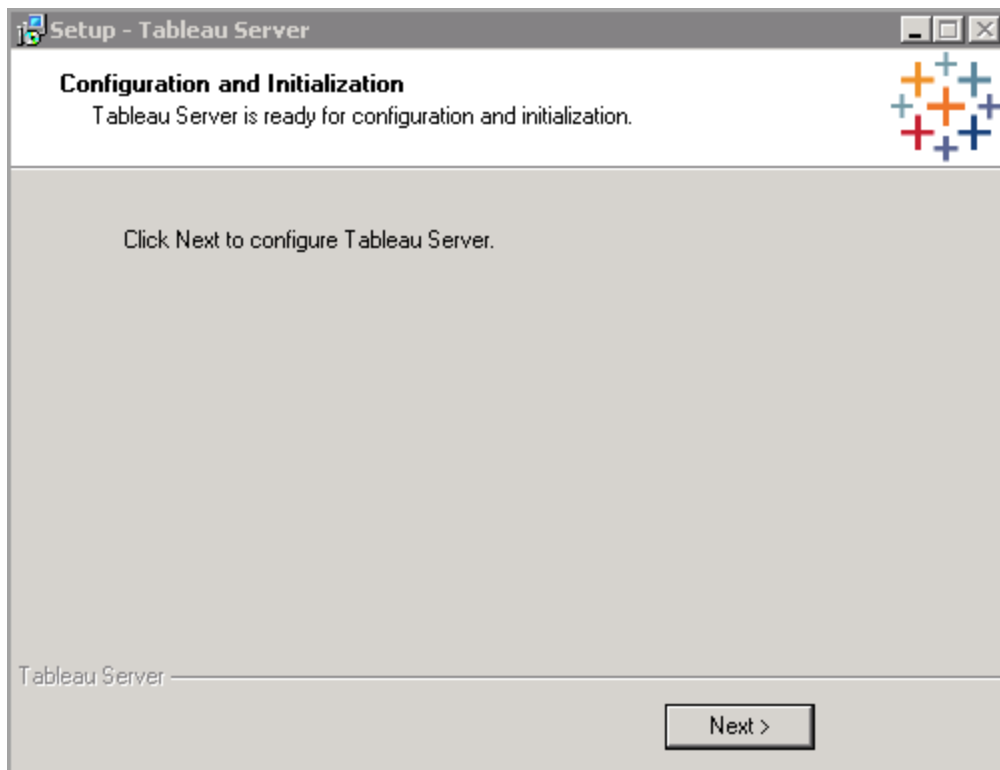 Setup - Tableau Server
Configuration and Initialization
Tableau Server is ready for configuration and initialization.
Click Next to configure Tableau Server.
Tableau Server
Next >